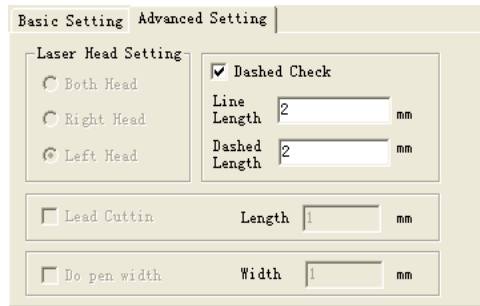 Basic Setting Advanced Setting
Laser Head Setting
Both Head
Right Head
Left Head
Dashed Check
Line Length 2 mm
Dashed Length 2 mm
Lead Cuttin Length 1 mm
Do pen width Width 1 mm